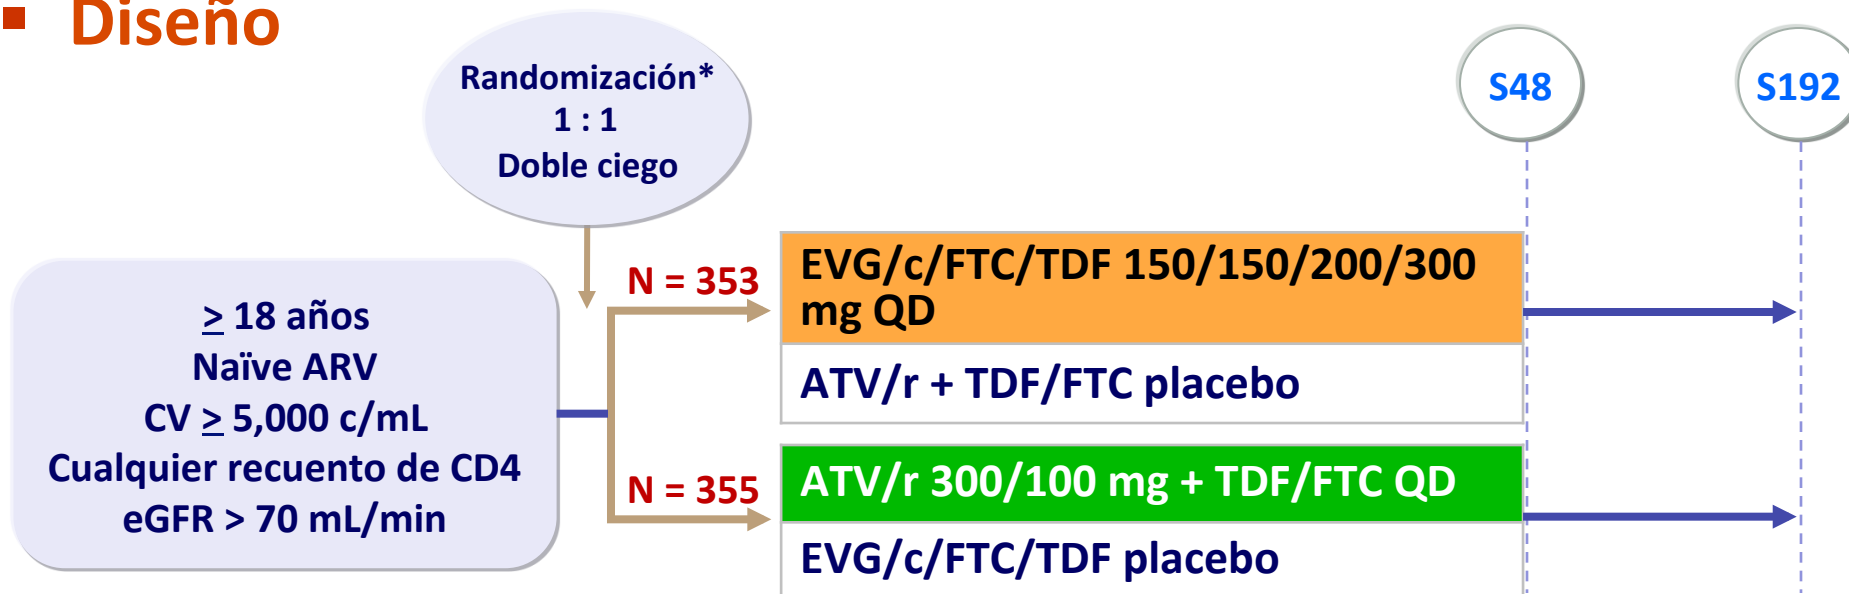 ▪ Diseño
Randomización*
1 : 1
Doble ciego
S48
S192
≥ 18 años
Naïve ARV
CV ≥ 5,000 c/mL
Cualquier recuento de CD4
eGFR > 70 mL/min
N = 353
EVG/c/FTC/TDF 150/150/200/300
mg QD
ATV/r + TDF/FTC placebo
N = 355
ATV/r 300/100 mg + TDF/FTC QD
EVG/c/FTC/TDF placebo